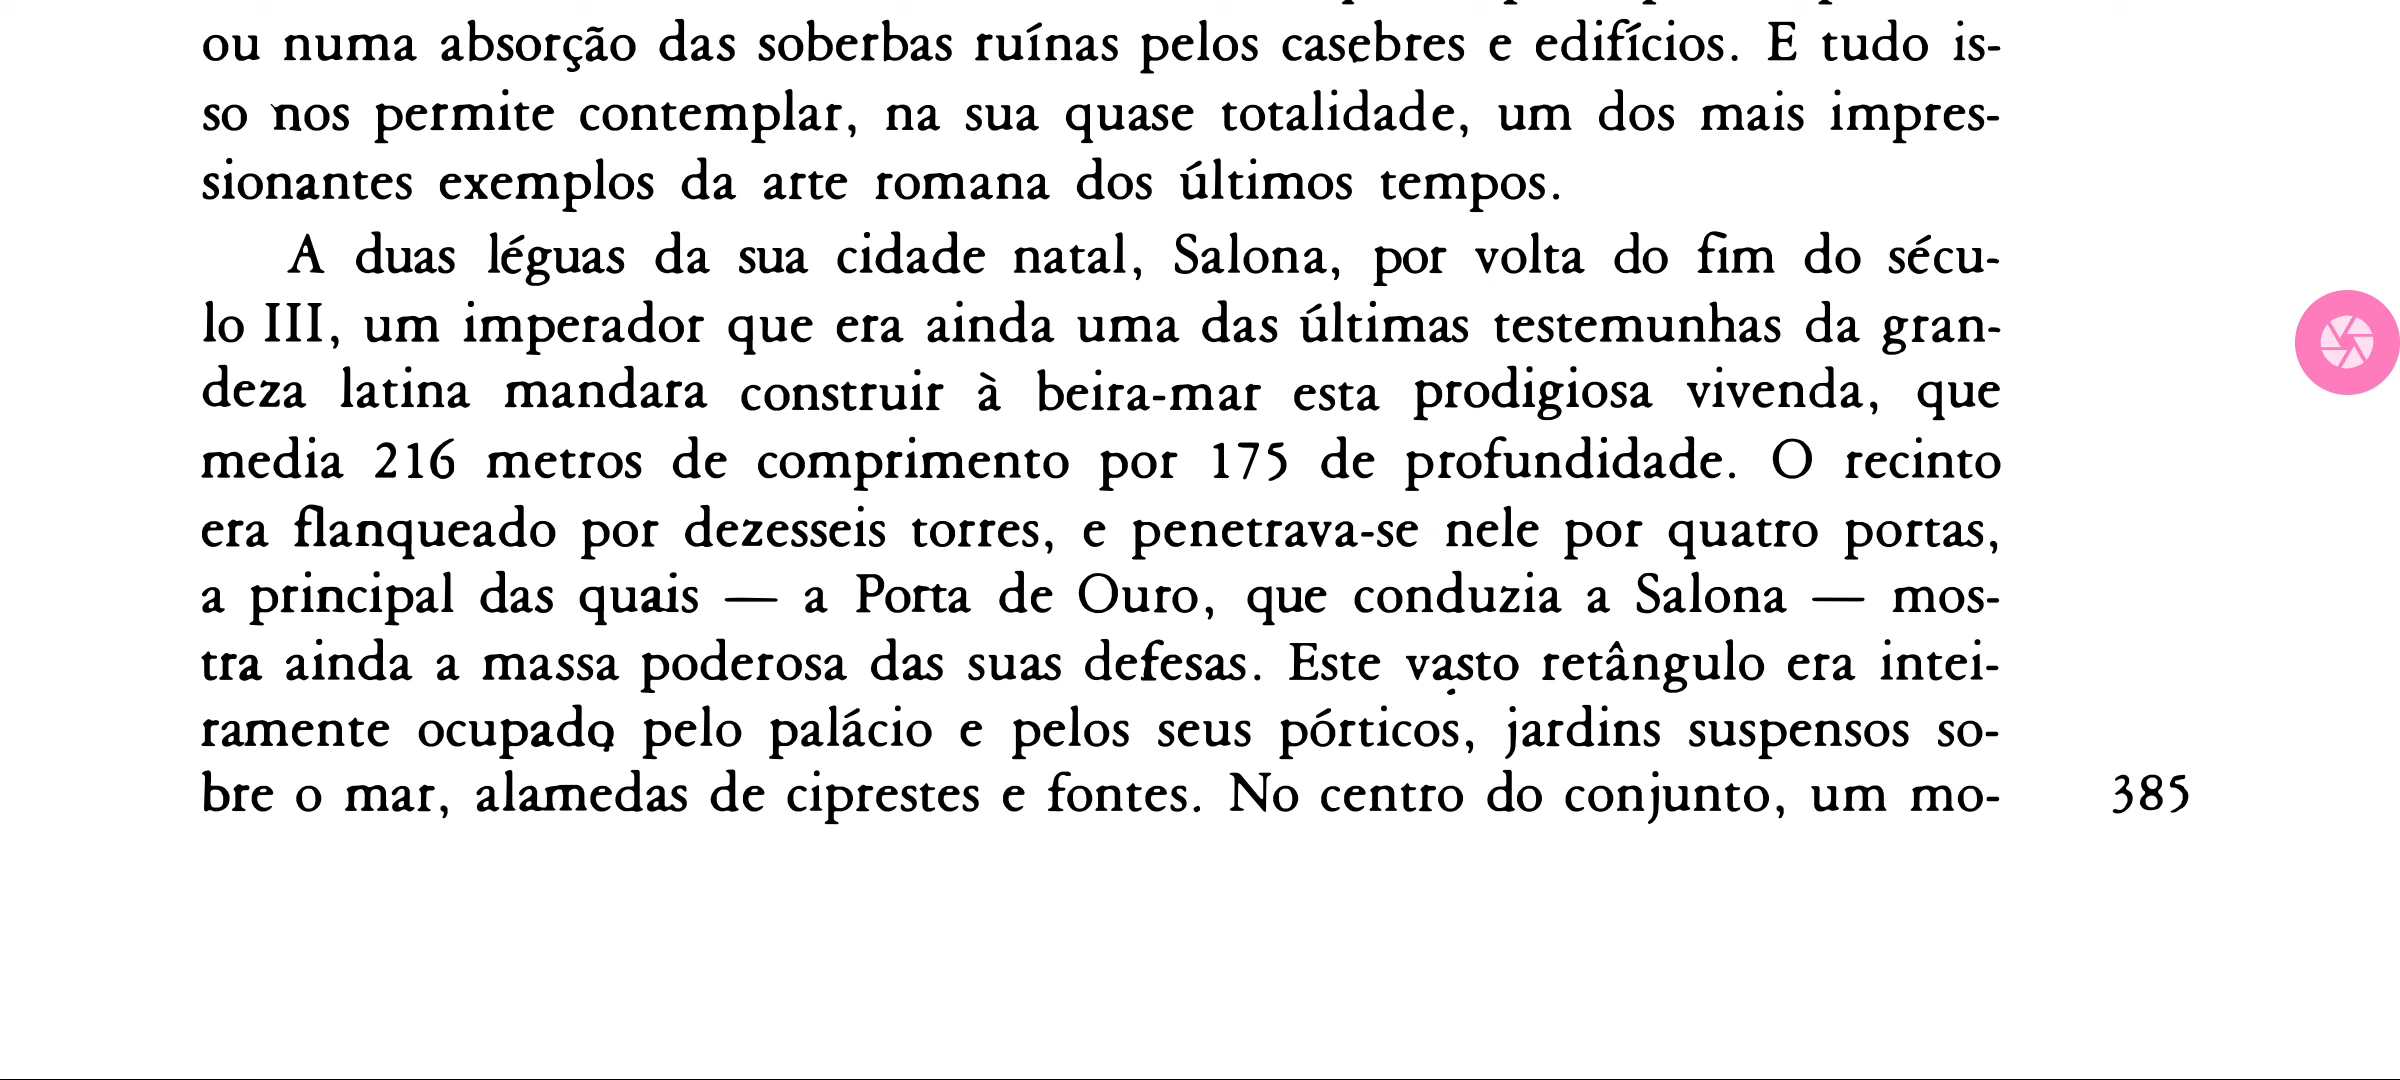 ou numa absorção das soberbas ruínas pelos casebres e edifícios. E tudo is-
so nos permite contemplar, na sua quase totalidade, um dos mais impres-
sionantes exemplos da arte romana dos últimos tempos.
A duas léguas da sua cidade natal, Salona, por volta do fim do sécu-
lo III, um imperador que era ainda uma das últimas testemunhas da gran-
deza latina mandara construir à beira-mar esta prodigiosa vivenda, que
media 216 metros de comprimento por 175 de profundidade. O recinto
era flanqueado por dezesseis torres, e penetrava-se nele por quatro portas,
a principal das quais — a Porta de Ouro, que conduzia a Salona — mos-
tra ainda a massa poderosa das suas defesas. Este vasto retângulo era intei-
ramente ocupado pelo palácio e pelos seus pórticos, jardins suspensos so-
bre o mar, alamedas de ciprestes e fontes. No centro do conjunto, um mo-
385